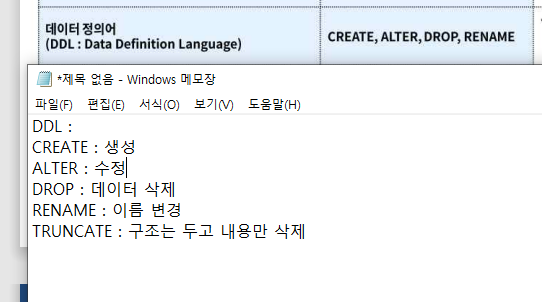 데이터 정의어
(DDL : Data Definition Language)
CREATE, ALTER, DROP, RENAME
*제목 없음 - Windows 메모장
파일(F) 편집(E) 서식(O) 보기(V) 도움말(H)
DDL :
CREATE : 생성
ALTER : 수정
DROP : 데이터 삭제
RENAME : 이름 변경
TRUNCATE : 구조는 두고 내용만 삭제